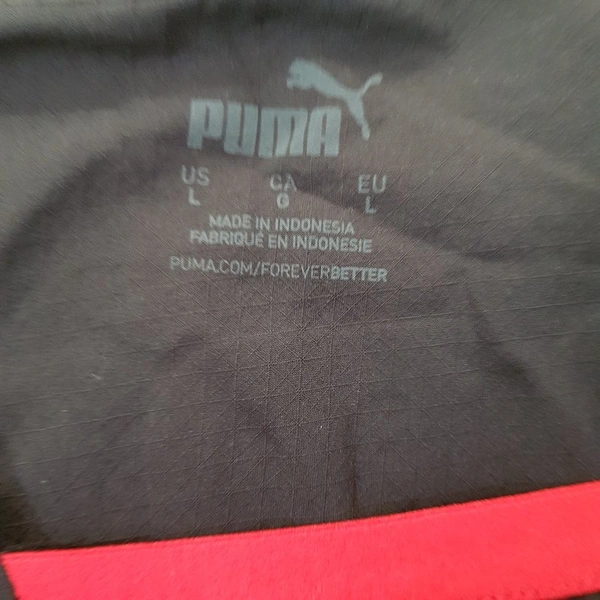 PUMA
US CA EU
L G L
MADE IN INDONESIA
FABRIQUÉ EN INDONESIE
PUMA.COM/FOREVERBETTER